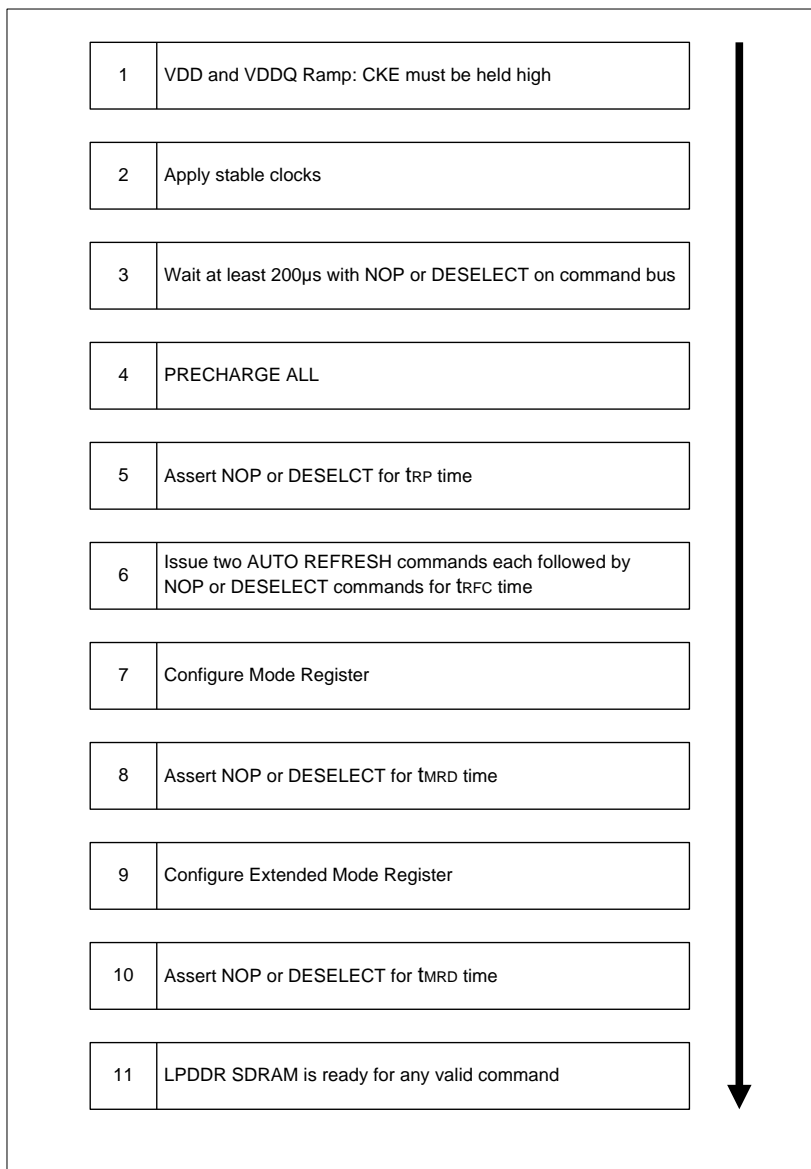 1 VDD and VDDQ Ramp: CKE must be held high
2 Apply stable clocks
3 Wait at least 200µs with NOP or DESELECT on command bus
4 PRECHARGE ALL
5 Assert NOP or DESELCT for tRP time
6 Issue two AUTO REFRESH commands each followed by
NOP or DESELECT commands for tRFC time
7 Configure Mode Register
8 Assert NOP or DESELECT for tMRD time
9 Configure Extended Mode Register
10 Assert NOP or DESELECT for tMRD time
11 LPDDR SDRAM is ready for any valid command